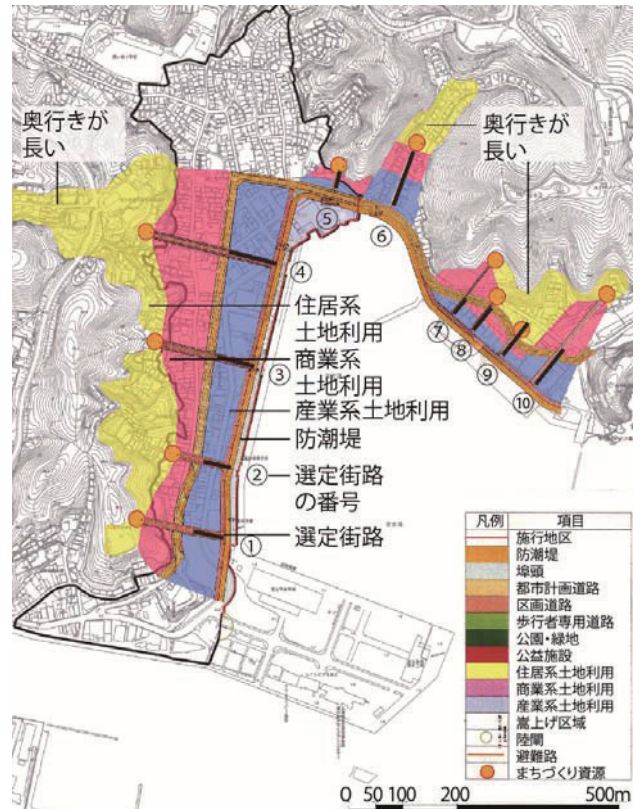 奥行きが
長い
奥行きが
長い
⑤
⑥
④
住居系
土地利用
商業系
土地利用
③
産業系土地利用
防潮堤
②
選定街路
の番号
①
選定街路
⑦
⑧
⑨
⑩
凡例 項目
施行地区
防潮堤
埠頭
都市計画道路
区画道路
歩行者専用道路
公園・緑地
公益施設
住居系土地利用
商業系土地利用
産業系土地利用
嵩上げ区域
陸閘
避難路
まちづくり資源
0 50 100 200 500m